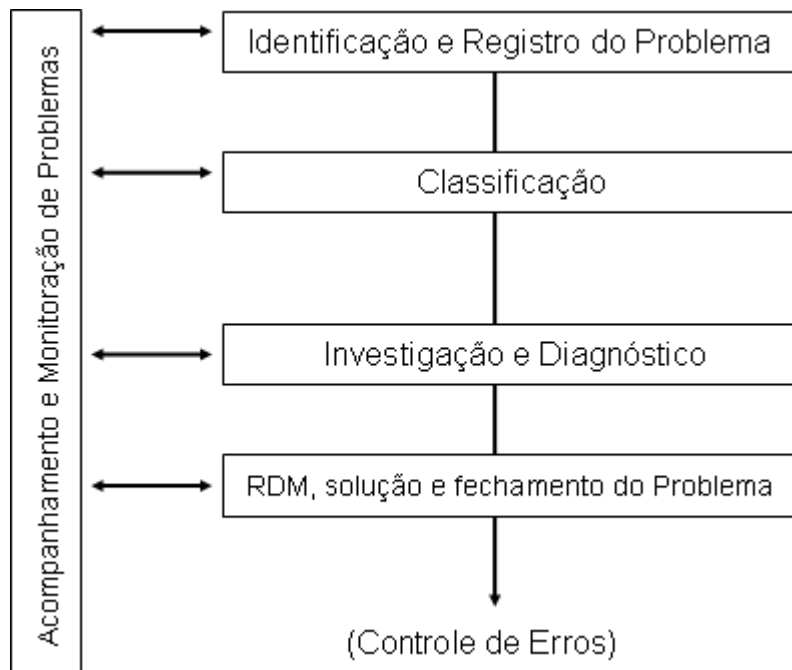 Acompanhamento e Monitoração de Problemas
Identificação e Registro do Problema
Classificação
Investigação e Diagnóstico
RDM, solução e fechamento do Problema
(Controle de Erros)